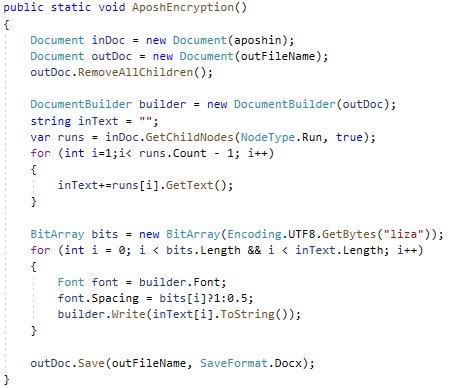 public static void AposhEncryption()
{
    Document inDoc = new Document(aposhin);
    Document outDoc = new Document(outFileName);
    outDoc.RemoveAllChildren();

    DocumentBuilder builder = new DocumentBuilder(outDoc);
    string inText = "";
    var runs = inDoc.GetChildNodes(NodeType.Run, true);
    for (int i=1;i< runs.Count - 1; i++)
    {
        inText+=runs[i].GetText();
    }

    BitArray bits = new BitArray(Encoding.UTF8.GetBytes("liza"));
    for (int i = 0; i < bits.Length && i < inText.Length; i++)
    {
        Font font = builder.Font;
        font.Spacing = bits[i]?1:0.5;
        builder.Write(inText[i].ToString());
    }

    outDoc.Save(outFileName, SaveFormat.Docx);
}